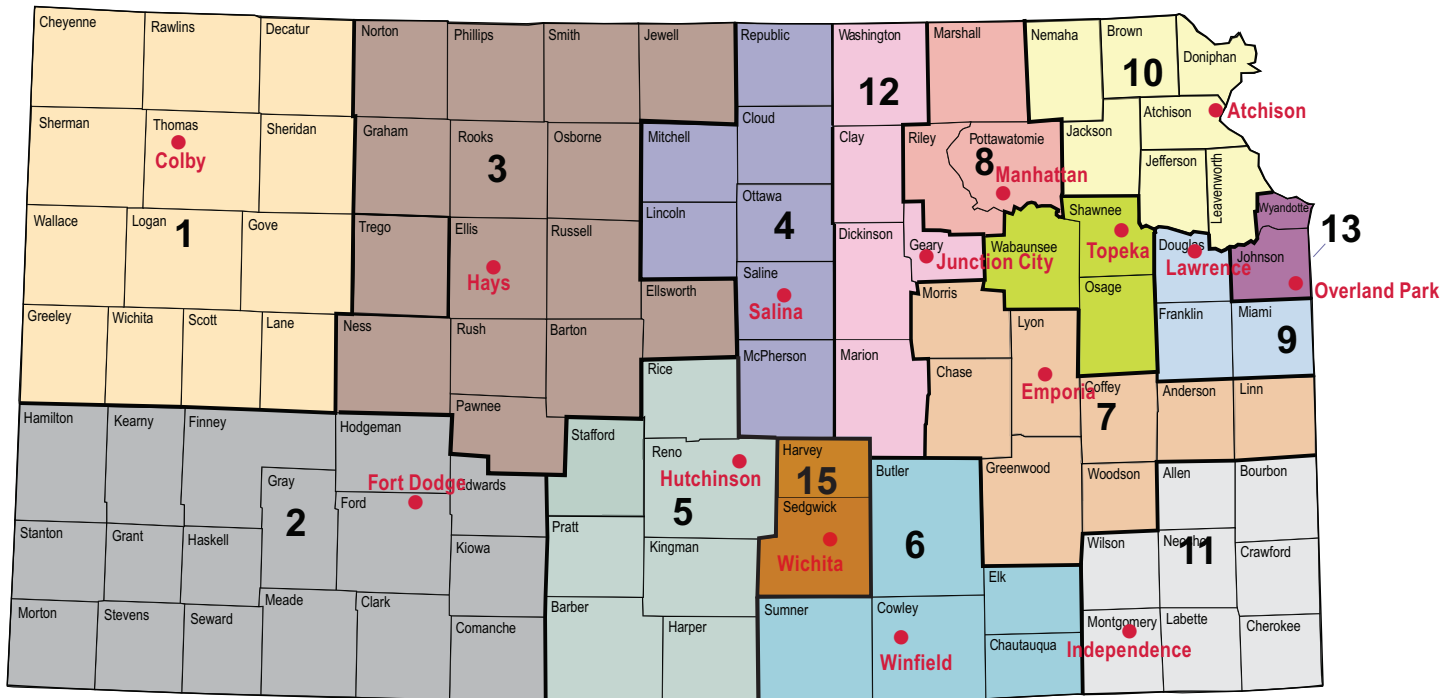 Cheyenne
Rawlins
Decatur
Norton
Phillips
Smith
Jewell
Republic
Washington
Marshall
Nemaha
Brown
Doniphan
12
10
Sherman
Thomas
Colby
Sheridan
Graham
Rooks
3
Osborne
Mitchell
Cloud
Clay
Riley
Pottawatomie
8
Manhattan
Jackson
Atchison
Atchison
Jefferson
Leavenworth
Wallace
Logan
1
Gove
Trego
Ellis
Hays
Russell
Lincoln
Ottawa
4
Dickinson
Geary
Junction City
Wabaunsee
Shawnee
Topeka
Douglas
Lawrence
Wyandotte
Johnson
13
Overland Park
Saline
Salina
Ellsworth
Morris
Osage
Greeley
Wichita
Scott
Lane
Ness
Rush
Barton
McPherson
Marion
Lyon
Emporia
Chase
Franklin
Miami
9
Rice
Coffey
7
Anderson
Linn
Hamilton
Kearny
Finney
Hodgeman
Pawnee
Stafford
Reno
Hutchinson
5
Harvey
15
Sedgwick
Wichita
Butler
6
Greenwood
Woodson
Allen
Bourbon
Gray
2
Fort Dodge
Ford
Edwards
Stanton
Grant
Haskell
Kiowa
Pratt
Kingman
Wilson
Neosho
11
Crawford
Elk
Morton
Stevens
Seward
Meade
Clark
Comanche
Barber
Harper
Sumner
Cowley
Winfield
Chautauqua
Montgomery
Independence
Labette
Cherokee